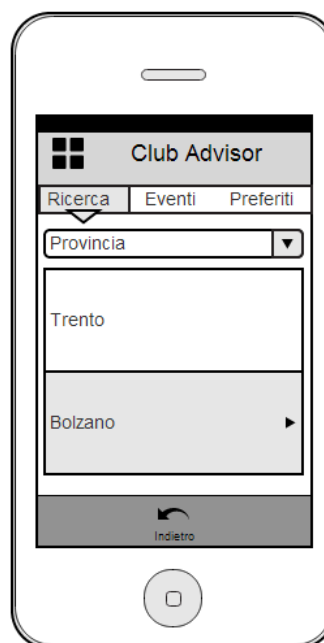 Club Advisor
Ricerca Eventi Preferiti
Provincia
Trento
Bolzano
Indietro